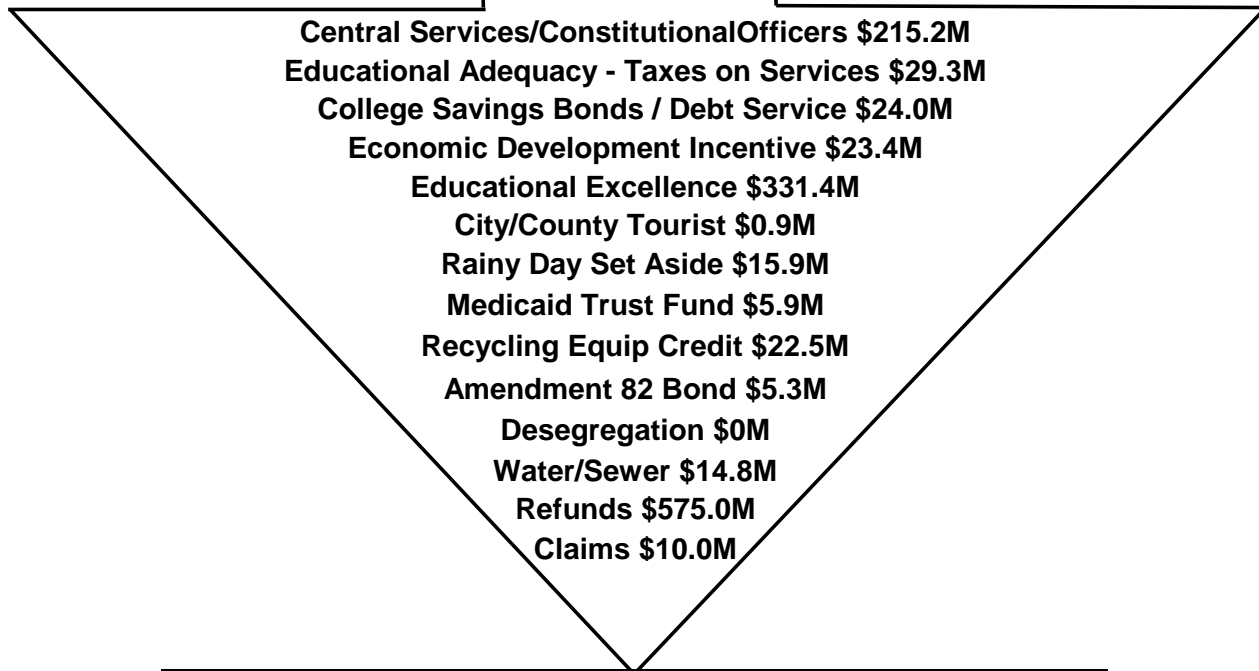 Central Services/ConstitutionalOfficers $215.2M
Educational Adequacy - Taxes on Services $29.3M
College Savings Bonds / Debt Service $24.0M
Economic Development Incentive $23.4M
Educational Excellence $331.4M
City/County Tourist $0.9M
Rainy Day Set Aside $15.9M
Medicaid Trust Fund $5.9M
Recycling Equip Credit $22.5M
Amendment 82 Bond $5.3M
Desegregation $0M
Water/Sewer $14.8M
Refunds $575.0M
Claims $10.0M